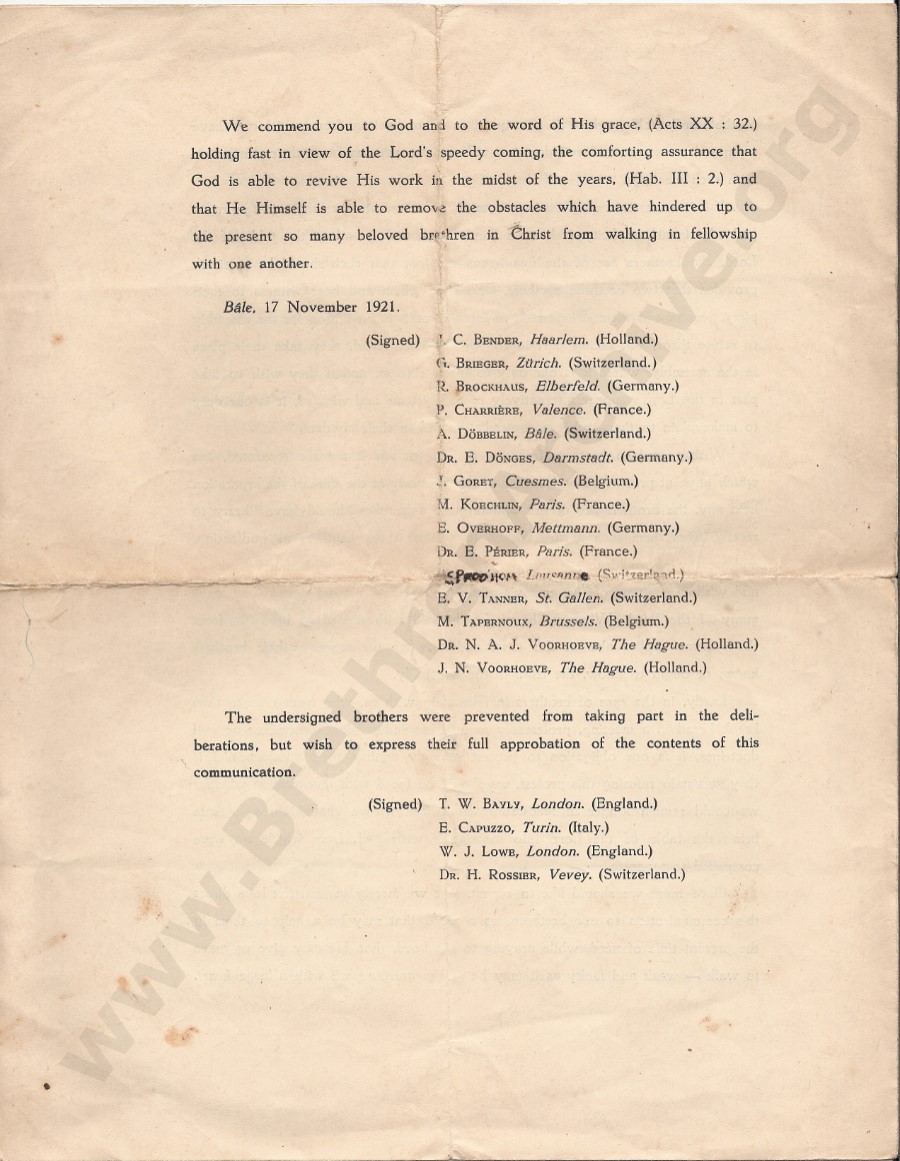 We commend you to God and to the word of His grace, (Acts XX : 32.)
holding fast in view of the Lord's speedy coming, the comforting assurance that
God is able to revive His work in the midst of the years, (Hab. III : 2.) and
that He Himself is able to remove the obstacles which have hindered up to
the present so many beloved brethren in Christ from walking in fellowship
with one another.
Bâle, 17 November 1921.
(Signed) J. C. Bender, Haarlem. (Holland.)
G. Brieger, Zürich. (Switzerland.)
R. Brockhaus, Elberfeld. (Germany.)
P. Charrière, Valence. (France.)
A. Döbbelin, Bâle. (Switzerland.)
Dr. E. Dönges, Darmstadt. (Germany.)
J. Goret, Cuesmes. (Belgium.)
M. Koechlin, Paris. (France.)
E. Overhoff, Mettmann. (Germany.)
Dr. E. Périer, Paris. (France.)
S Prod'hom Lausanne (Switzerland.)
E. V. Tanner, St. Gallen. (Switzerland.)
M. Tapernoux, Brussels. (Belgium.)
Dr. N. A. J. Voorhoeve, The Hague. (Holland.)
J. N. Voorhoeve, The Hague. (Holland.)
The undersigned brothers were prevented from taking part in the deli-
berations, but wish to express their full approbation of the contents of this
communication.
(Signed) T. W. Bayly, London. (England.)
E. Capuzzo, Turin. (Italy.)
W. J. Lowe, London. (England.)
Dr. H. Rossier, Vevey. (Switzerland.)
www.BrethrenArchive.org